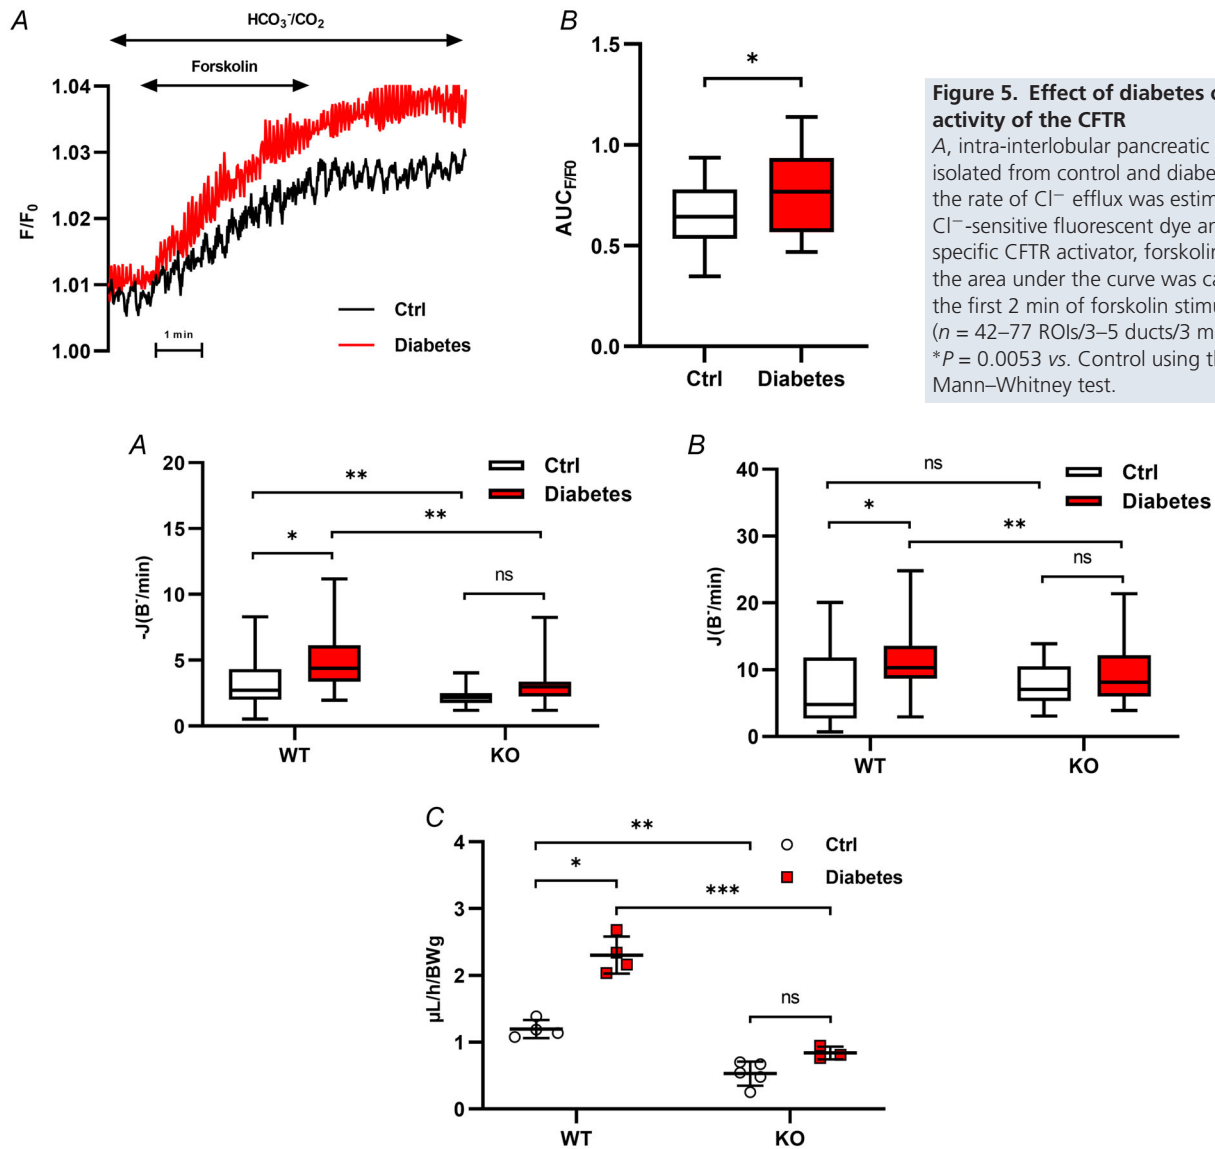 A
HCO3-/CO2
Forskolin
1.04
1.03
1.02
1.01
1.00
F/F0
1 min
Ctrl
Diabetes
B
1.5
1.0
0.5
0.0
AUCF/F0
*
Ctrl
Diabetes
Figure 5. Effect of diabetes
activity of the CFTR
A, intra-interlobular pancreatic
isolated from control and
the rate of Cl− efflux was
Cl−-sensitive fluorescent dye
specific CFTR activator, forskolin
the area under the curve was
the first 2 min of forskolin
(n = 42–77 ROIs/3–5 ducts/3
*P = 0.0053 vs. Control using
Mann–Whitney test.
A
20
15
10
5
0
-J(B-/min)
Ctrl
Diabetes
**
**
*
ns
WT
KO
B
40
30
20
10
0
J(B-/min)
Ctrl
Diabetes
ns
*
**
ns
WT
KO
C
4
3
2
1
0
µL/h/BWg
Ctrl
Diabetes
**
*
***
ns
WT
KO